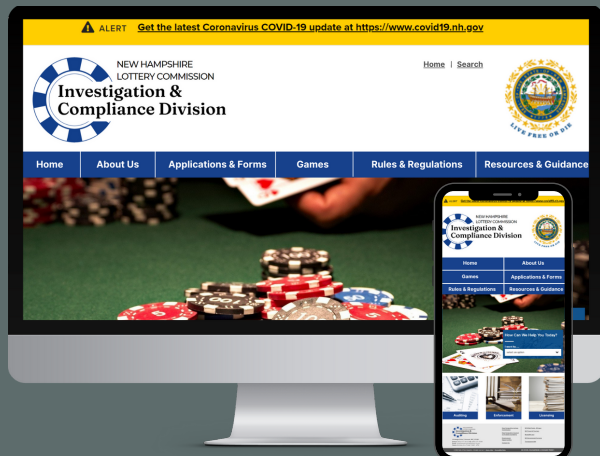 ALERT Get the latest Coronavirus COVID-19 update at https://www.covid19.nh.gov
NEW HAMPSHIRE
LOTTERY COMMISSION
Investigation &
Compliance Division
Home | Search
LIVE FREE OR DIE
Home About Us Applications & Forms Games Rules & Regulations Resources & Guidance
NEW HAMPSHIRE
LOTTERY COMMISSION
Investigation &
Compliance Division
Home About Us
Games Applications & Forms
Rules & Regulations Resources & Guidance
How Can We Help You Today?
Auditing Enforcement Licensing